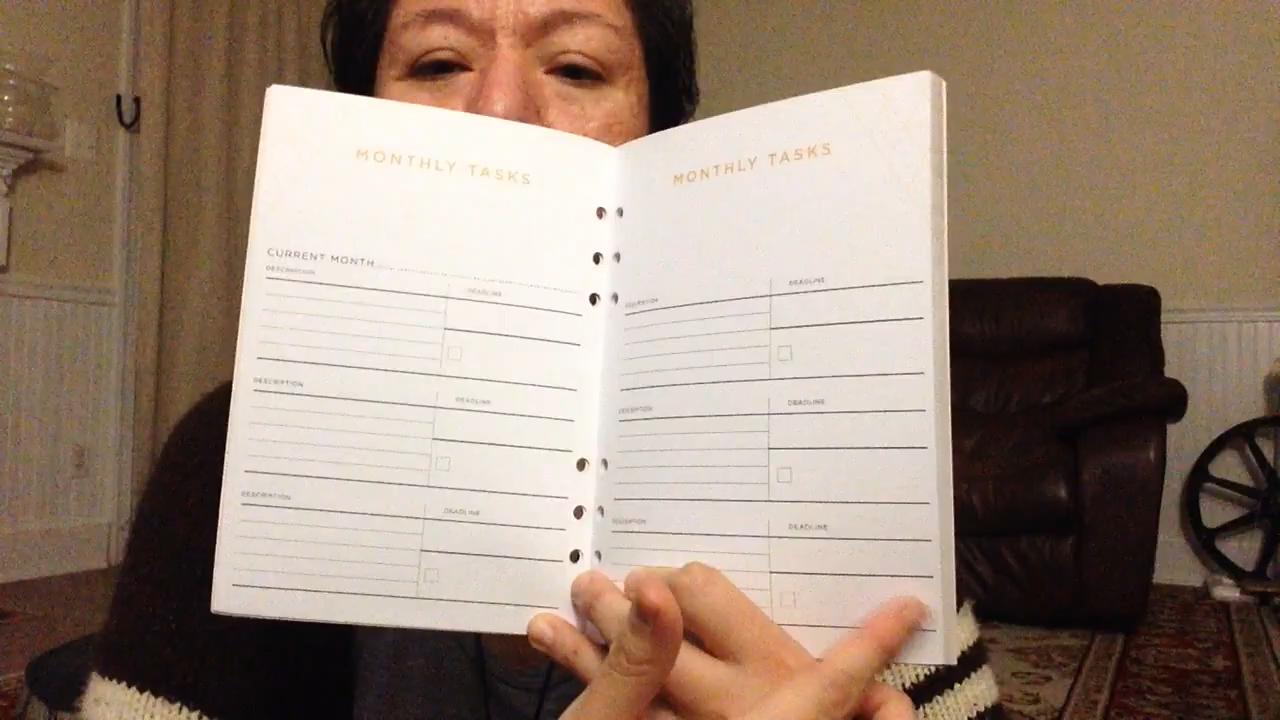 MONTHLY TASKS
CURRENT MONTH
DESCRIPTION
DEADLINE
DESCRIPTION
DEADLINE
DESCRIPTION
DEADLINE
MONTHLY TASKS
DESCRIPTION
DEADLINE
DESCRIPTION
DEADLINE
DESCRIPTION
DEADLINE